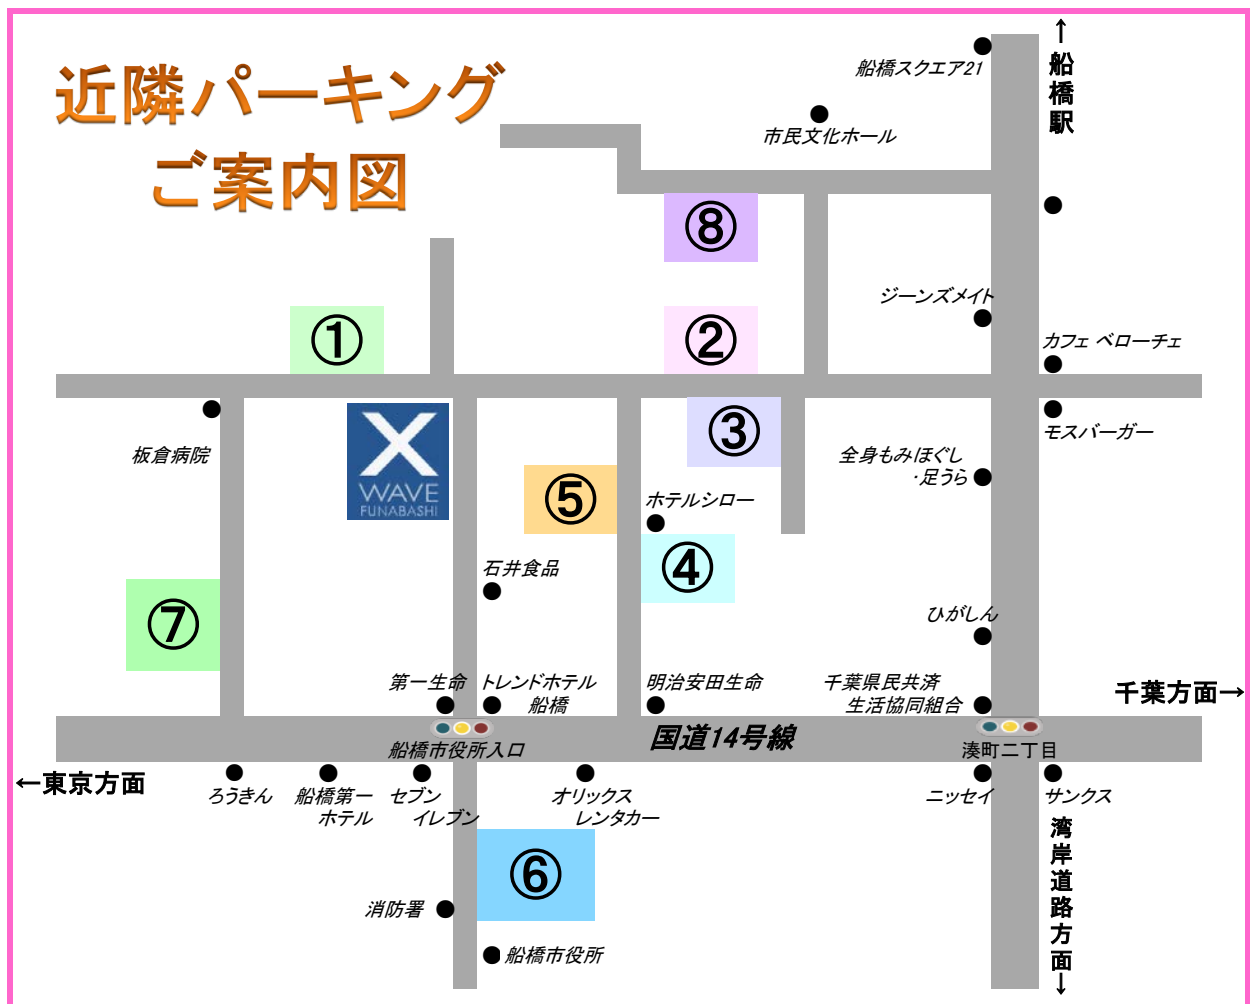 近隣パーキング
ご案内図
↑
船橋駅
船橋スクエア21
市民文化ホール
⑧
ジーンズメイト
①
②
カフェ ベローチェ
板倉病院
X
WAVE
FUNABASHI
③
モスバーガー
全身もみほぐし
・足うら
⑤
ホテルシロー
④
石井食品
⑦
ひがしん
第一生命
トレンドホテル
船橋
明治安田生命
千葉県民共済
生活協同組合
千葉方面→
国道14号線
船橋市役所入口
湊町二丁目
←東京方面
ろうきん
船橋第一
ホテル
セブン
イレブン
オリックス
レンタカー
ニッセイ
サンクス
湾岸道路方面
↓
⑥
消防署
船橋市役所